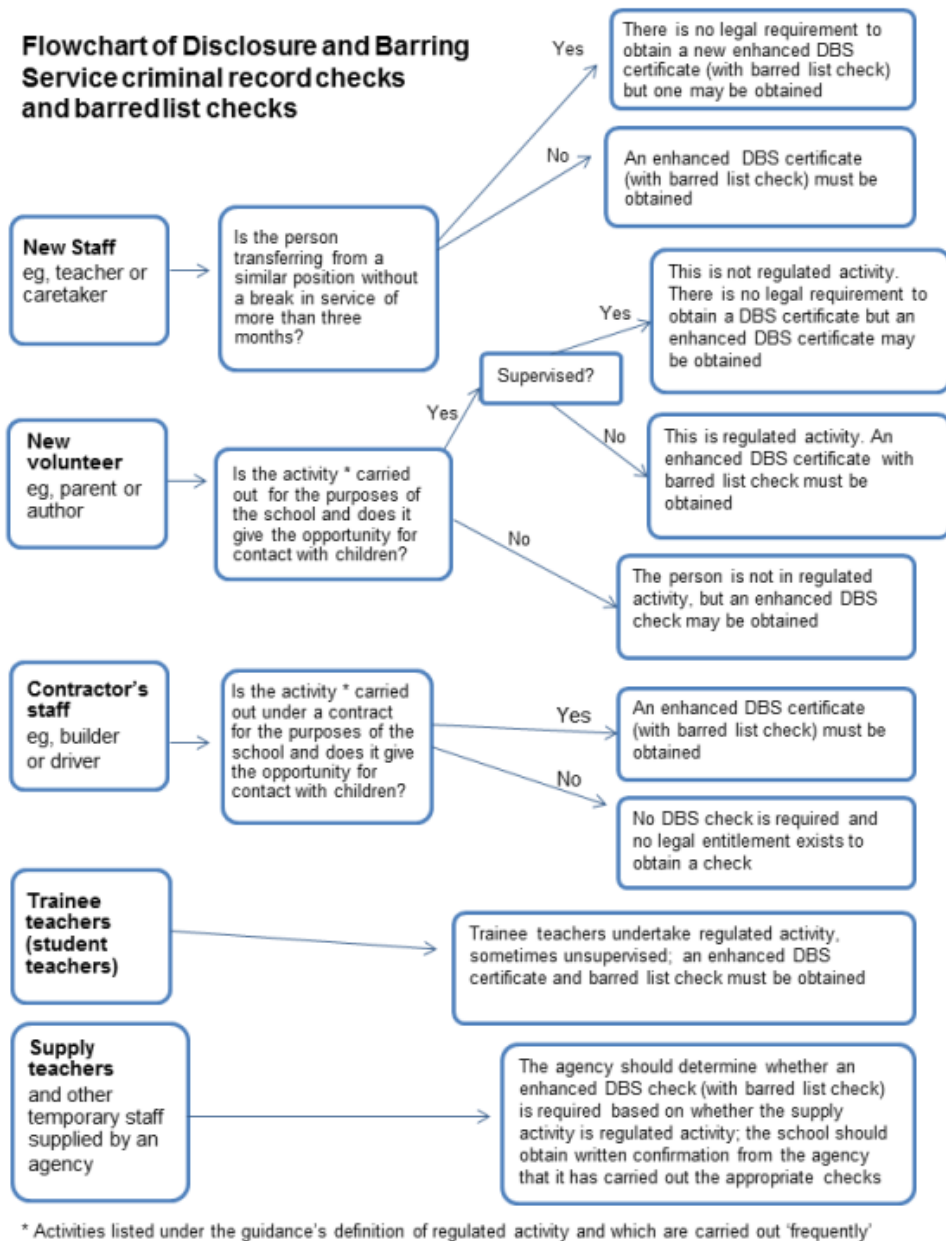 Flowchart of Disclosure and Barring
Service criminal record checks
and barred list checks
Yes
There is no legal requirement to
obtain a new enhanced DBS
certificate (with barred list check)
but one may be obtained
No
An enhanced DBS certificate
(with barred list check) must be
obtained
New Staff
eg, teacher or
caretaker
Is the person
transferring from a
similar position without
a break in service of
more than three
months?
This is not regulated activity.
There is no legal requirement to
obtain a DBS certificate but an
enhanced DBS certificate may
be obtained
Yes
Supervised?
Yes
No
This is regulated activity. An
enhanced DBS certificate with
barred list check must be
obtained
New
volunteer
eg, parent or
author
Is the activity * carried
out for the purposes of
the school and does it
give the opportunity for
contact with children?
No
The person is not in regulated
activity, but an enhanced DBS
check may be obtained
Contractor's
staff
eg, builder
or driver
Is the activity * carried
out under a contract
for the purposes of the
school and does it give
the opportunity for
contact with children?
Yes
An enhanced DBS certificate
(with barred list check) must be
obtained
No
No DBS check is required and
no legal entitlement exists to
obtain a check
Trainee
teachers
(student
teachers)
Trainee teachers undertake regulated activity,
sometimes unsupervised; an enhanced DBS
certificate and barred list check must be obtained
Supply
teachers
and other
temporary staff
supplied by an
agency
The agency should determine whether an
enhanced DBS check (with barred list check)
is required based on whether the supply
activity is regulated activity; the school should
obtain written confirmation from the agency
that it has carried out the appropriate checks
* Activities listed under the guidance's definition of regulated activity and which are carried out 'frequently'